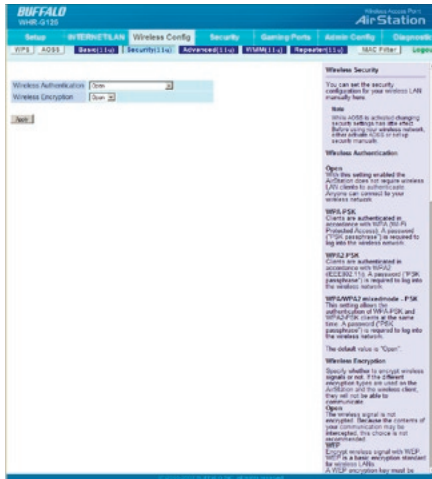 BUFFALO
WHR-G125
Wireless Access Point
AirStation
Setup INTERNET/LAN Wireless Config Security Gaming Ports Admin Config Diagnostic
WPS AOSS Basic(11g) Security(11g) Advanced(11g) WMM(11g) Repeater(11g) MAC Filter Logout
Wireless Authentication Open
Wireless Encryption Open
Apply
Wireless Security
You can set the security
configuration for your wireless LAN
manually here.
Note
While AOSS is activated changing
security settings has little effect.
Before using your wireless network,
either activate AOSS or set up
security manually.
Wireless Authentication
Open
With this setting enabled the
AirStation does not require wireless
LAN clients to authenticate.
Anyone can connect to your
wireless network.
WPA-PSK
Clients are authenticated in
accordance with WPA (Wi-Fi
Protected Access). A password
("PSK passphrase") is required to
log into the wireless network.
WPA2-PSK
Clients are authenticated in
accordance with WPA2
(IEEE802.11i). A password ("PSK
passphrase") is required to log into
the wireless network.
WPA/WPA2 mixedmode - PSK
This setting allows the
authentication of WPA-PSK and
WPA2-PSK clients at the same
time. A password ("PSK
passphrase") is required to log into
the wireless network.
The default value is "Open".
Wireless Encryption
Specify whether to encrypt wireless
signals or not. If the different
encryption types are used on the
AirStation and the wireless client,
they will not be able to
communicate.
Open
The wireless signal is not
encrypted. Because the contents of
your communication may be
intercepted, this choice is not
recommended.
WEP
Encrypt wireless signal with WEP.
WEP is a basic encryption standard
for wireless LANs.
A WEP encryption key must be